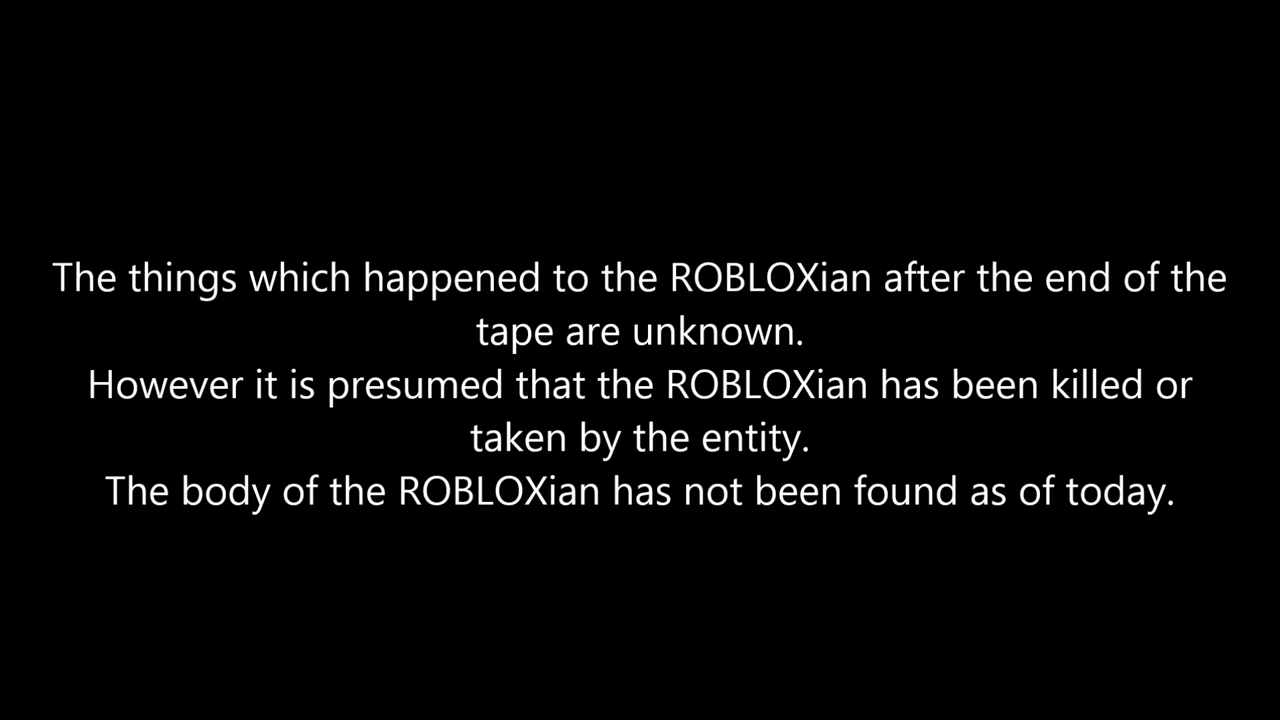 The things which happened to the ROBLOXian after the end of the
tape are unknown.
However it is presumed that the ROBLOXian has been killed or
taken by the entity.
The body of the ROBLOXian has not been found as of today.